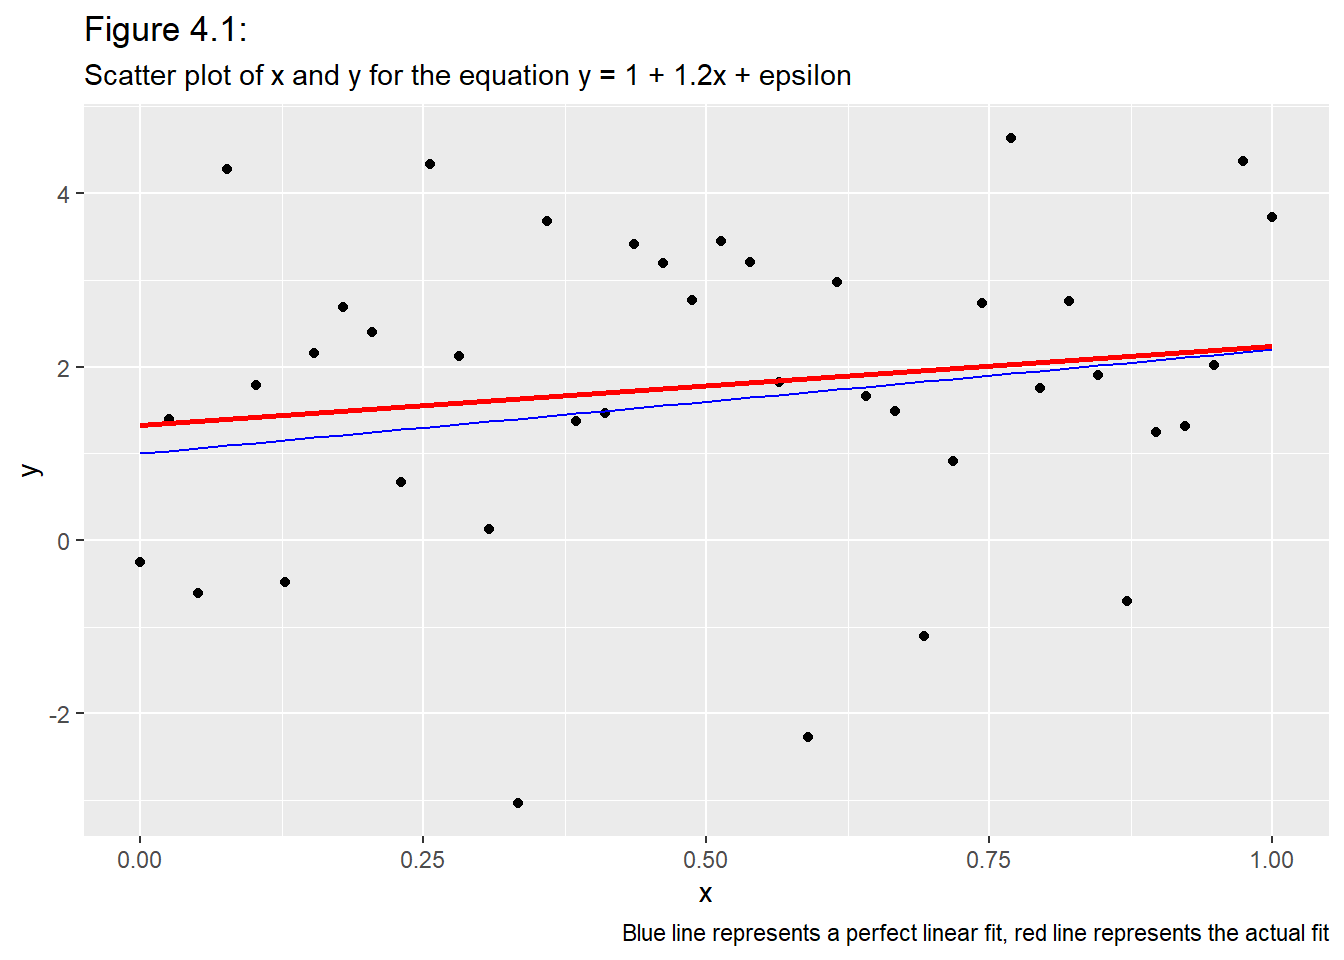 Figure 4.1:
Scatter plot of x and y for the equation y = 1 + 1.2x + epsilon
4
2
0
-2
y
0.00 0.25 0.50 0.75 1.00
x
Blue line represents a perfect linear fit, red line represents the actual fit